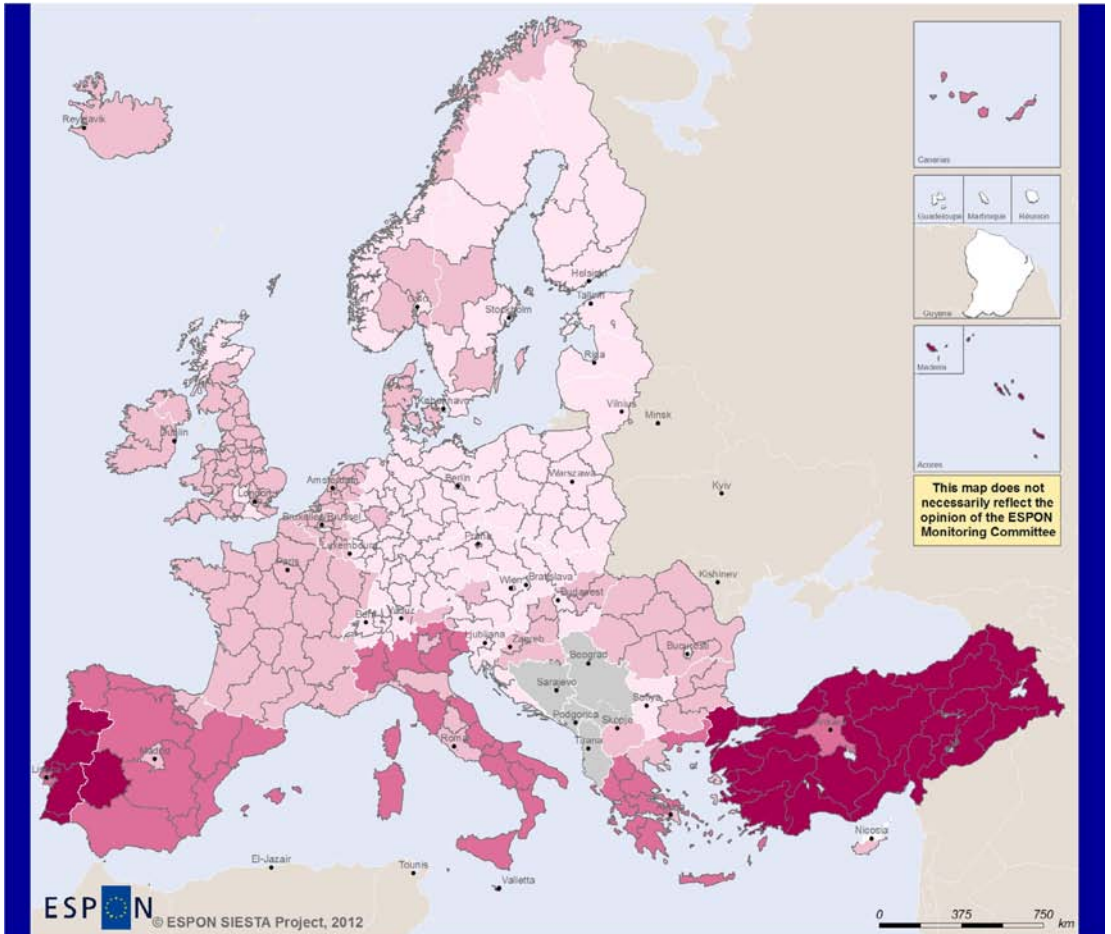 Reykjavík
Canarias
Guadeloupe
Martinique
Réunion
Guyane
Madeira
Acores
This map does not
necessarily reflect the
opinion of the ESPON
Monitoring Committee
Helsinki
Tallinn
Oslo
Stockholm
Riga
København
Vilnius
Minsk
Dublin
Amsterdam
Berlin
Warszawa
London
Kyiv
Bruxelles/Brussel
Praha
Luxembourg
Paris
Kishinev
Wien
Bratislava
Budapest
Bern
Vaduz
Ljubljana
Zagreb
Bucuresti
Beograd
Sarajevo
Sofiya
Podgorica
Skopje
Roma
Tirana
Madrid
Nicosia
El-Jazair
Tounis
Valletta
ESPON
© ESPON SIESTA Project, 2012
0 375 750
km